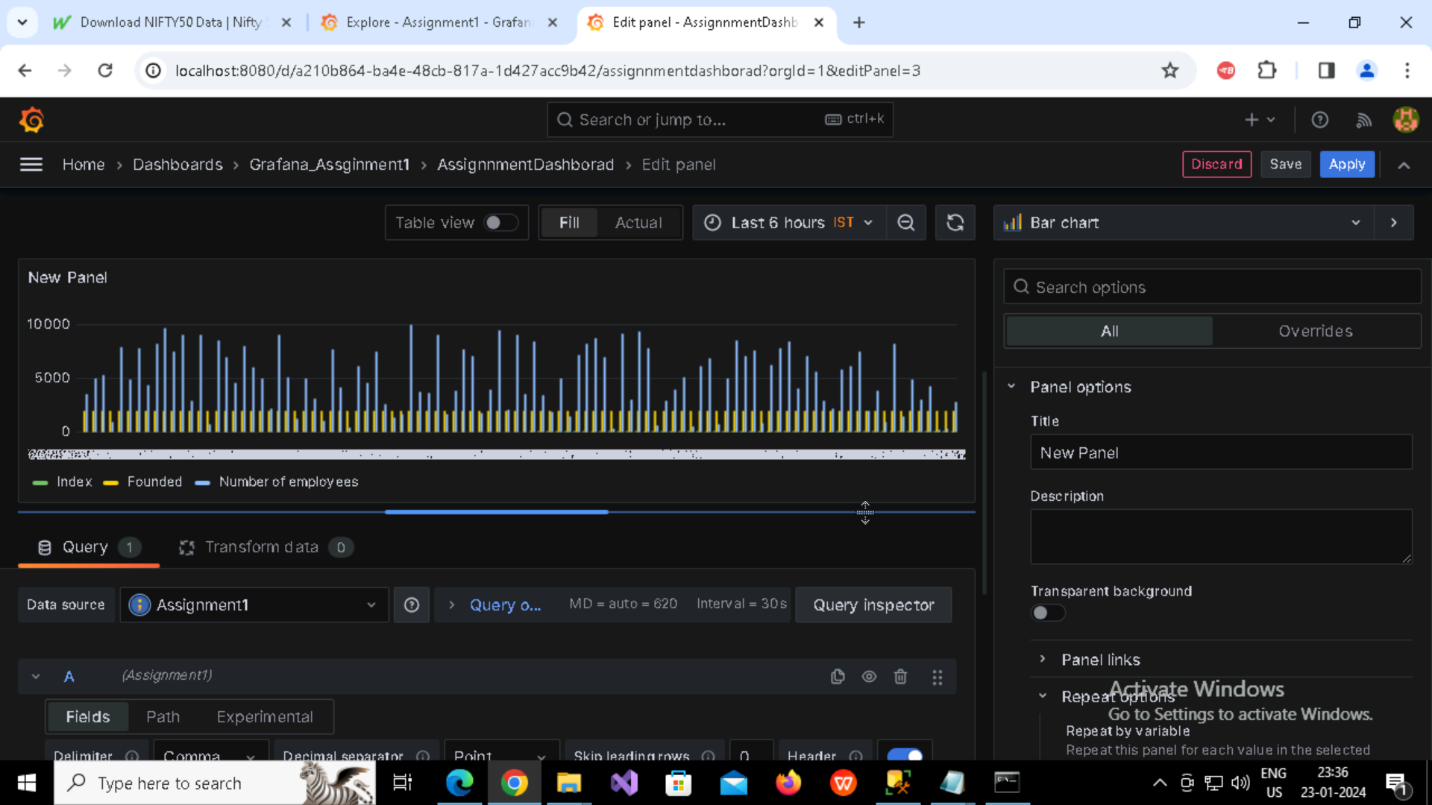 Download NIFTY50 Data | Nifty
Explore - Assignment1 - Grafan
Edit panel - AssignnmentDashb
localhost:8080/d/a210b864-ba4e-48cb-817a-1d427acc9b42/assignnmentdashborad?orgId=1&editPanel=3
Search or jump to...
ctrl+k
Home › Dashboards › Grafana_Assginment1 › AssignnmentDashborad › Edit panel
Discard
Save
Apply
Table view
Fill
Actual
Last 6 hours IST
Bar chart
New Panel
10000
5000
0
Index
Founded
Number of employees
Query 1
Transform data 0
Data source
Assignment1
Query o...
MD = auto = 620
Interval = 30s
Query inspector
A
(Assignment1)
Fields
Path
Experimental
Delimiter
Comma
Decimal separator
Point
Skip leading rows
0
Header
Search options
All
Overrides
Panel options
Title
New Panel
Description
Transparent background
Panel links
Repeat options
Repeat by variable
Repeat this panel for each value in the selected
Activate Windows
Go to Settings to activate Windows.
Type here to search
ENG
US
23:36
23-01-2024
1